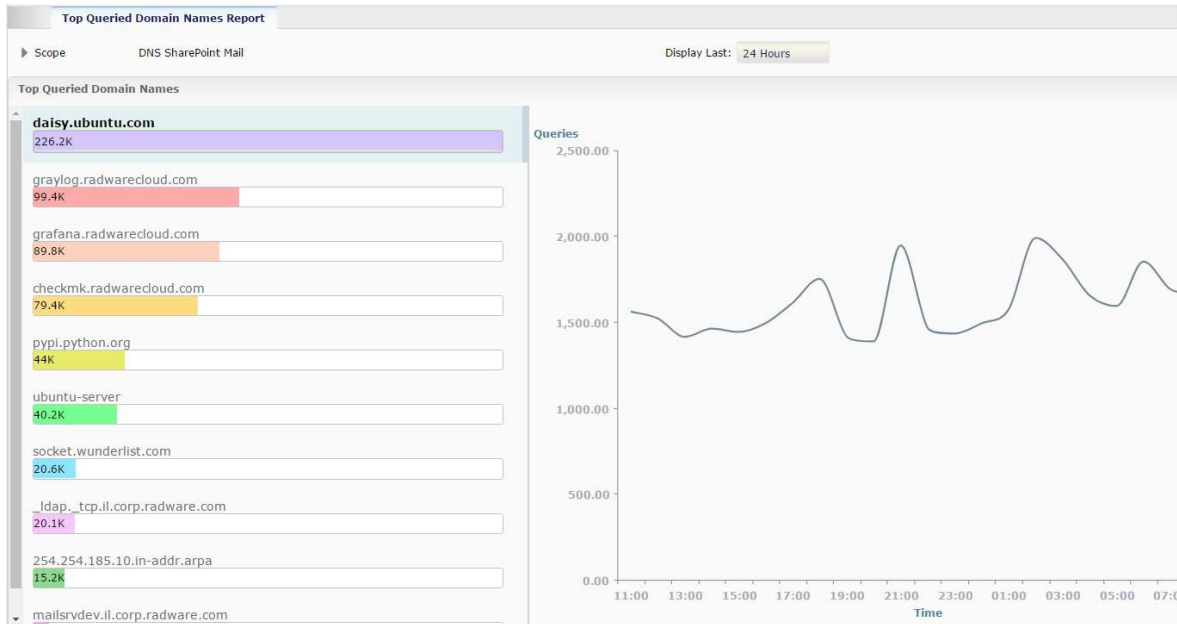 Top Queried Domain Names Report
Scope DNS SharePoint Mail Display Last: 24 Hours
Top Queried Domain Names
daisy.ubuntu.com
226.2K
graylog.radwarecloud.com
99.4K
grafana.radwarecloud.com
89.8K
checkmk.radwarecloud.com
79.4K
pypi.python.org
44K
ubuntu-server
40.2K
socket.wunderlist.com
20.6K
_ldap._tcp.il.corp.radware.com
20.1K
254.254.185.10.in-addr.arpa
15.2K
mailsrvdev.il.corp.radware.com
Queries
2,500.00
2,000.00
1,500.00
1,000.00
500.00
0.00
11:00 13:00 15:00 17:00 19:00 21:00 23:00 01:00 03:00 05:00
Time